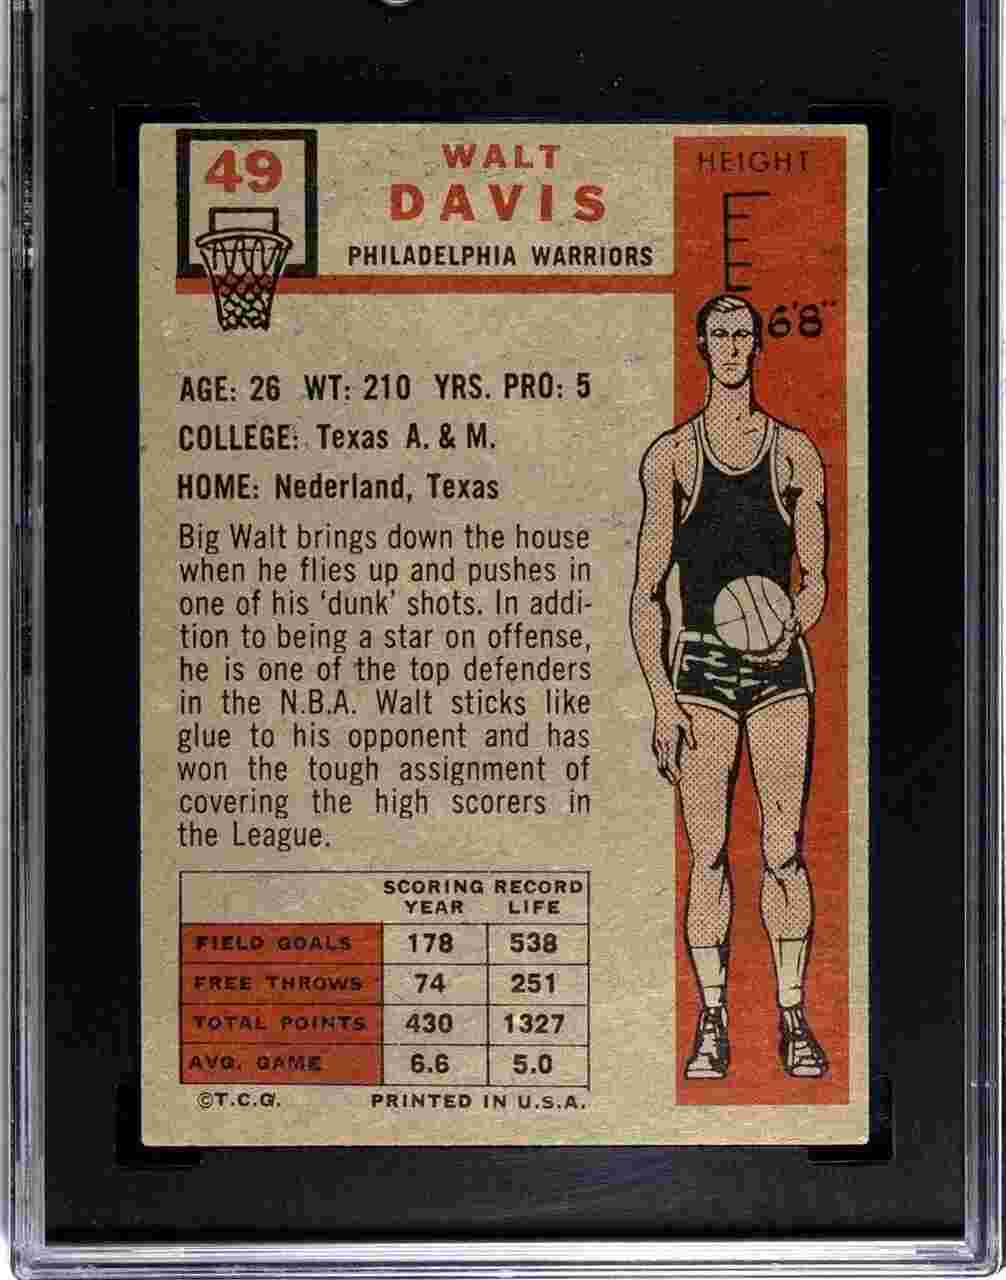 49
WALT
DAVIS
PHILADELPHIA WARRIORS
HEIGHT
6'8"
AGE: 26 WT: 210 YRS. PRO: 5
COLLEGE: Texas A. & M.
HOME: Nederland, Texas
Big Walt brings down the house
when he flies up and pushes in
one of his 'dunk' shots. In addi-
tion to being a star on offense,
he is one of the top defenders
in the N.B.A. Walt sticks like
glue to his opponent and has
won the tough assignment of
covering the high scorers in
the League.
SCORING RECORD
YEAR LIFE
FIELD GOALS 178 538
FREE THROWS 74 251
TOTAL POINTS 430 1327
AVG. GAME 6.6 5.0
©T.C.G. PRINTED IN U.S.A.